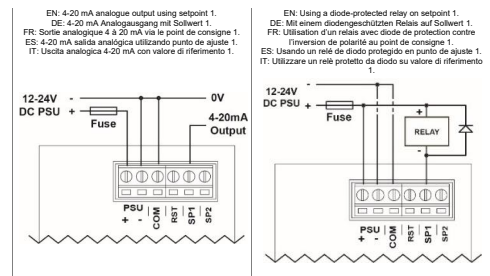 EN: 4-20 mA analogue output using setpoint 1.
DE: 4-20 mA Analogausgang mit Sollwert 1.
FR: Sortie analogique 4 à 20 mA via le point de consigne 1.
ES: 4-20 mA salida analógica utilizando punto de ajuste 1.
IT: Uscita analogica 4-20 mA con valore di riferimento 1.
12-24V - 0V
DC PSU +
Fuse
4-20mA
Output
PSU
+ - COM RST SP1 SP2
EN: Using a diode-protected relay on setpoint 1.
DE: Mit einem diodengeschützten Relais auf Sollwert 1.
FR: Utilisation d'un relais avec diode de protection contre
l'inversion de polarité au point de consigne 1.
ES: Usando un relé de diodo protegido en punto de ajuste 1.
IT: Utilizzare un relè protetto da diodo su valore di riferimento
1.
12-24V -
DC PSU +
Fuse
+
RELAY
-
PSU
+ - COM RST SP1 SP2